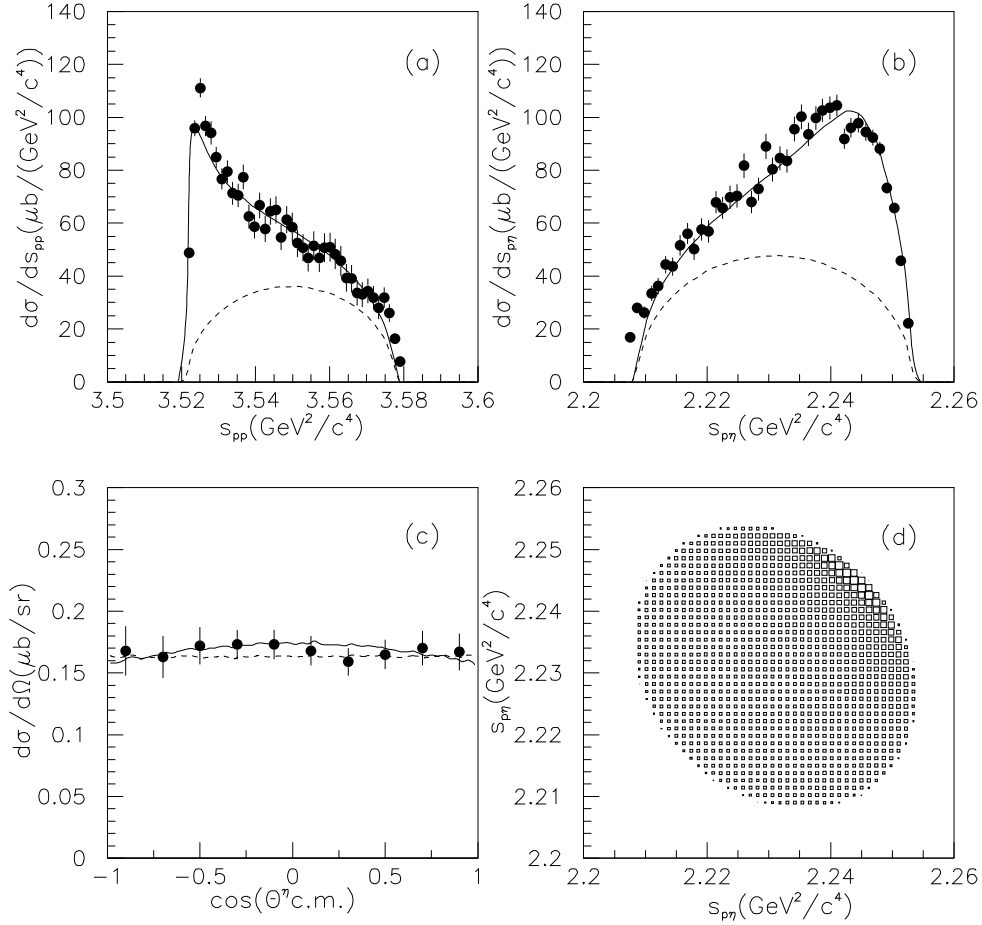 dσ/ds_pp(μb/(GeV²/c⁴))
140
120
100
80
60
40
20
0
(a)
3.5 3.52 3.54 3.56 3.58 3.6
s_pp(GeV²/c⁴)
dσ/ds_pη(μb/(GeV²/c⁴))
140
120
100
80
60
40
20
0
(b)
2.2 2.22 2.24 2.26
s_pη(GeV²/c⁴)
dσ/dΩ(μb/sr)
0.3
0.25
0.2
0.15
0.1
0.05
0
(c)
−1 −0.5 0 0.5 1
cos(Θ^η c.m.)
s_pη(GeV²/c⁴)
2.26
2.25
2.24
2.23
2.22
2.21
2.2
(d)
2.2 2.22 2.24 2.26
s_pη(GeV²/c⁴)